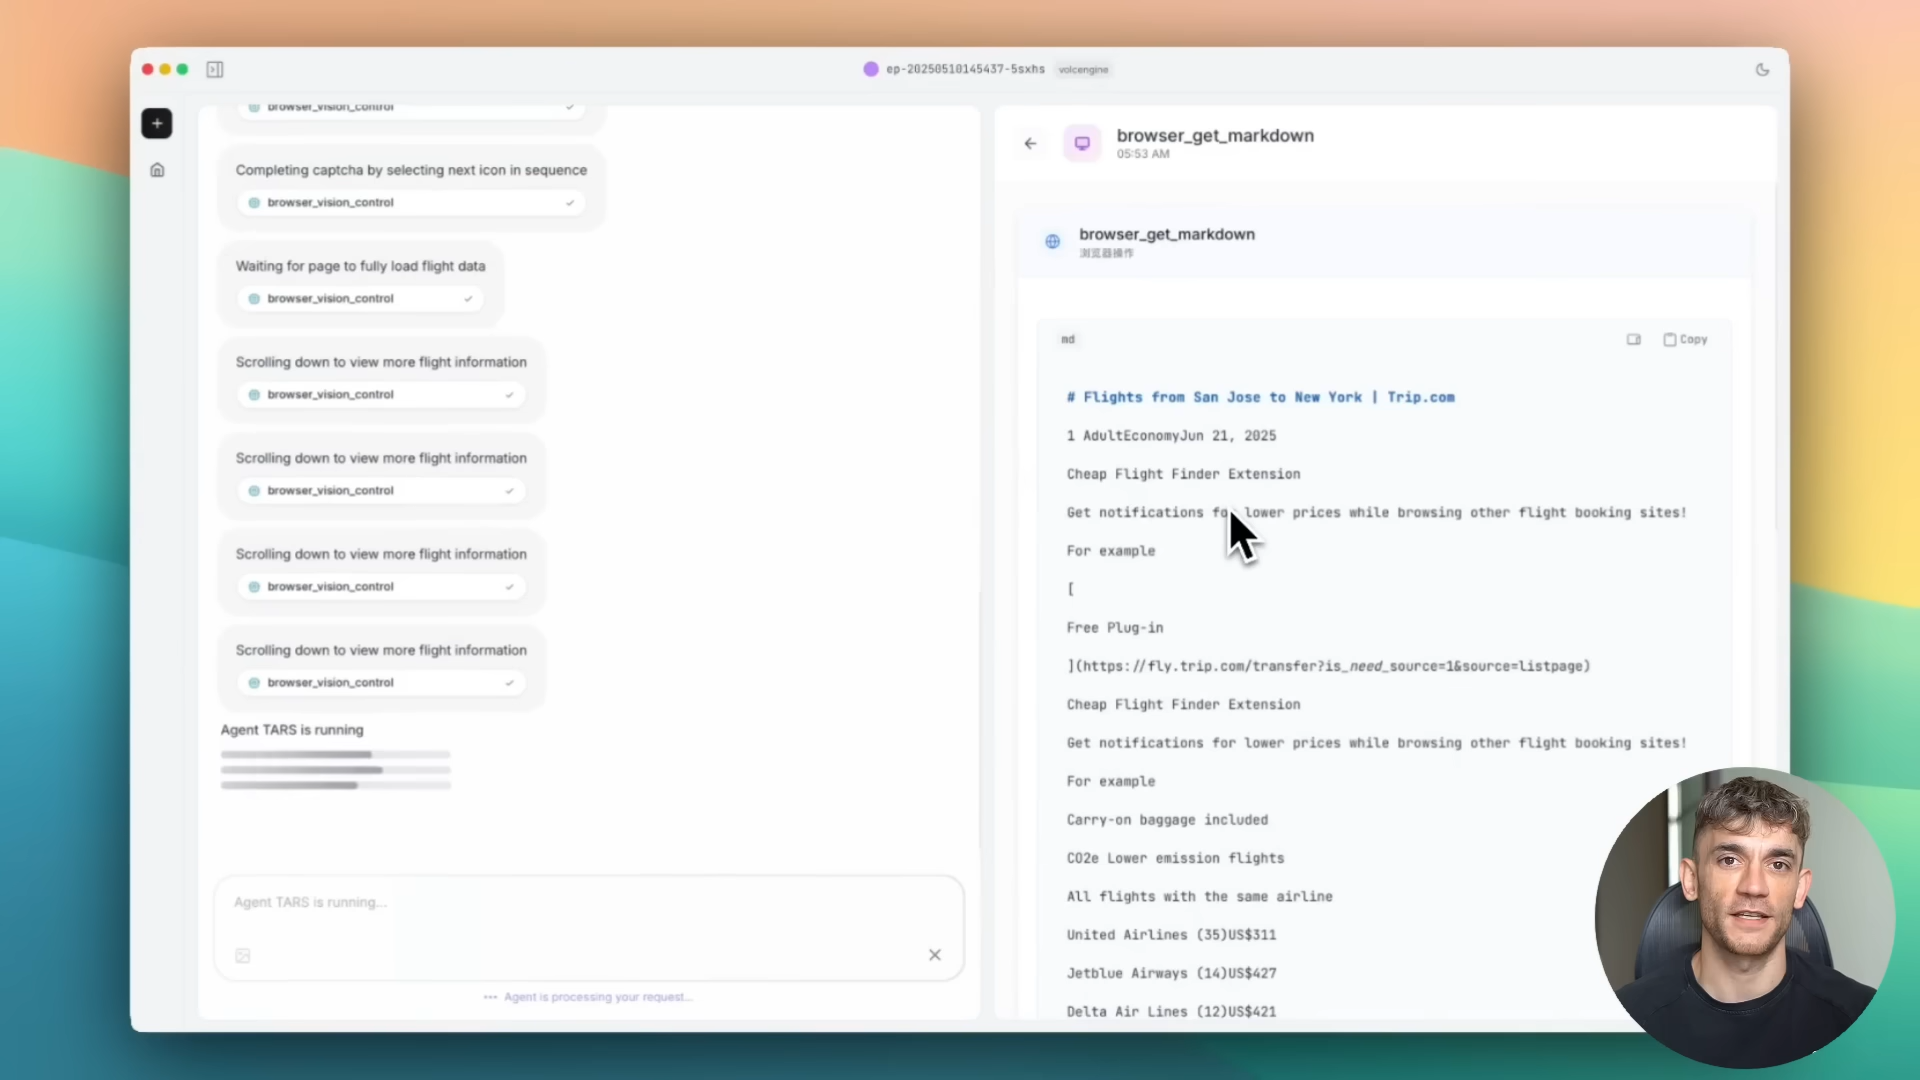 ep-20250510145437-5sxhs volcengine
browser_vision_control
Completing captcha by selecting next icon in sequence
browser_vision_control
Waiting for page to fully load flight data
browser_vision_control
Scrolling down to view more flight information
browser_vision_control
Scrolling down to view more flight information
browser_vision_control
Scrolling down to view more flight information
browser_vision_control
Scrolling down to view more flight information
browser_vision_control
Agent TARS is running
Agent TARS is running...
Agent is processing your request...
browser_get_markdown
05:53 AM
browser_get_markdown
浏览器操作
md
Copy
# Flights from San Jose to New York | Trip.com
1 AdultEconomyJun 21, 2025
Cheap Flight Finder Extension
Get notifications for lower prices while browsing other flight booking sites!
For example
[
Free Plug-in
](https://fly.trip.com/transfer?is_need_source=1&source=listpage)
Cheap Flight Finder Extension
Get notifications for lower prices while browsing other flight booking sites!
For example
Carry-on baggage included
CO2e Lower emission flights
All flights with the same airline
United Airlines (35)US$311
Jetblue Airways (14)US$427
Delta Air Lines (12)US$421